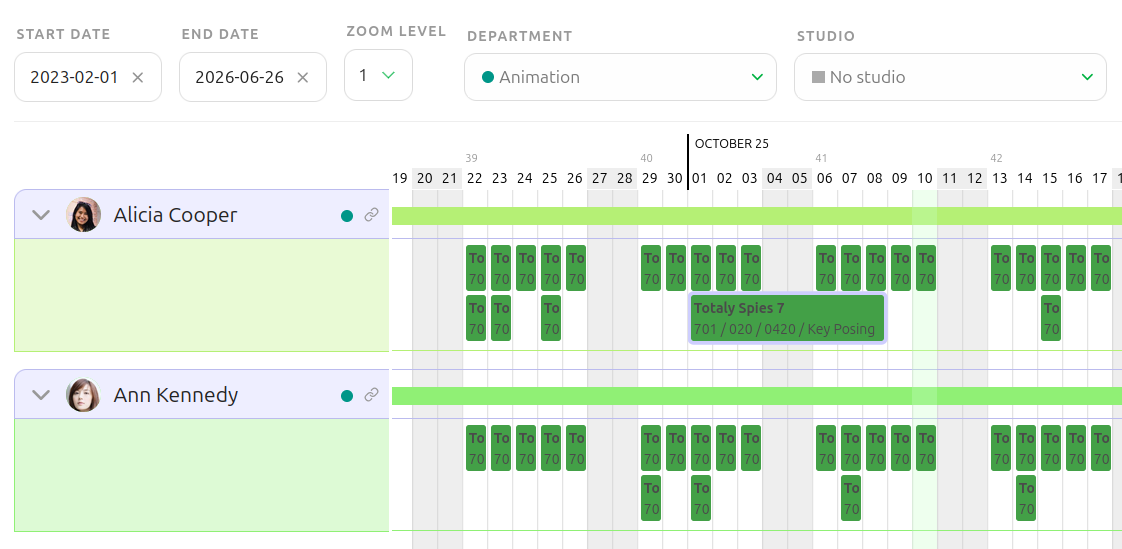 START DATE END DATE ZOOM LEVEL DEPARTMENT STUDIO
2023-02-01 × 2026-06-26 × 1 Animation No studio
OCTOBER 25
39 40 41 42
19 20 21 22 23 24 25 26 27 28 29 30 01 02 03 04 05 06 07 08 09 10 11 12 13 14 15 16 17 1
Alicia Cooper
To To To To To To To To To To To To To To To To To To To
70 70 70 70 70 70 70 70 70 70 70 70 70 70 70 70 70 70 70
To To To Totaly Spies 7 To
70 70 70 701 / 020 / 0420 / Key Posing 70
Ann Kennedy
To To To To To To To To To To To To To To To To To To To
70 70 70 70 70 70 70 70 70 70 70 70 70 70 70 70 70 70 70
To To To To
70 70 70 70